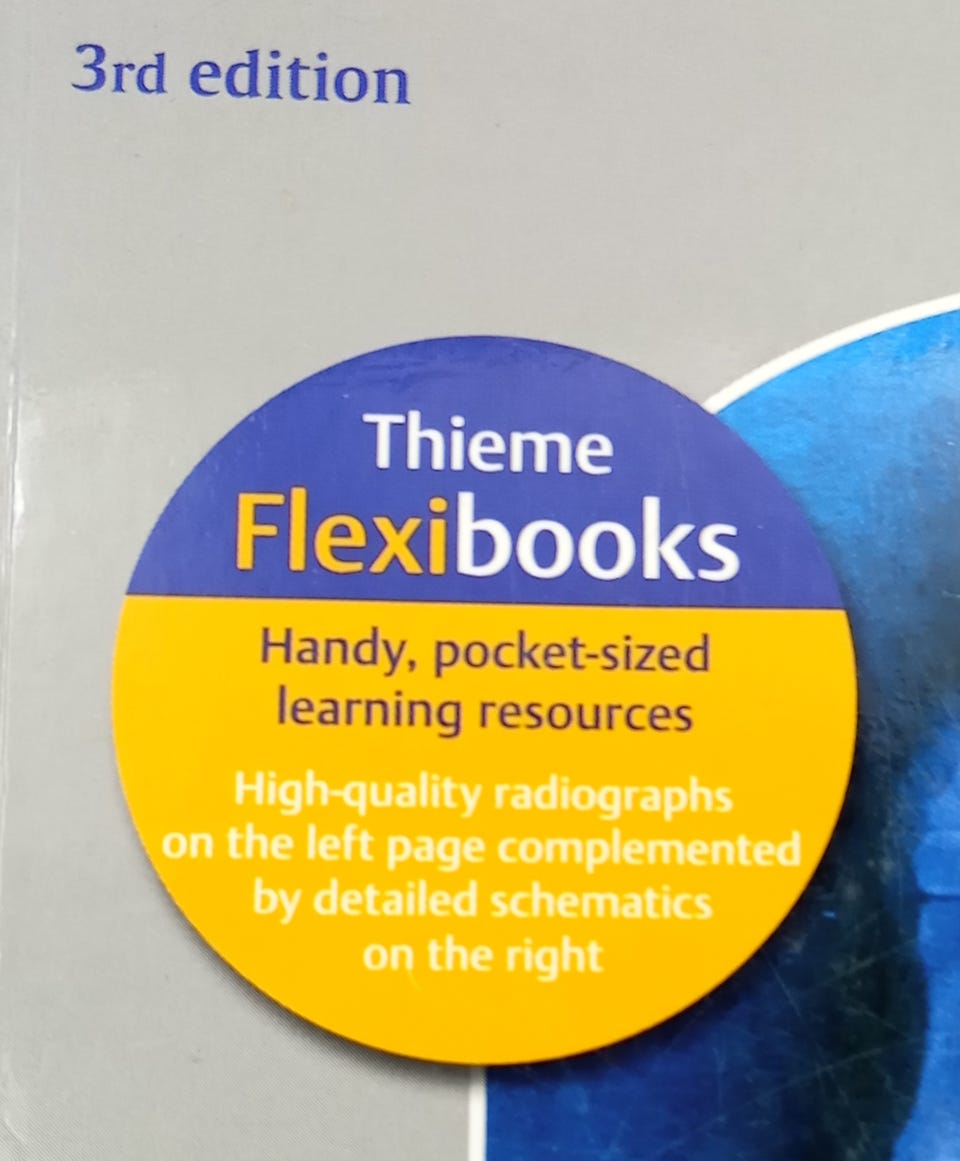 3rd edition
Thieme
Flexibooks
Handy, pocket-sized
learning resources
High-quality radiographs
on the left page complemented
by detailed schematics
on the right